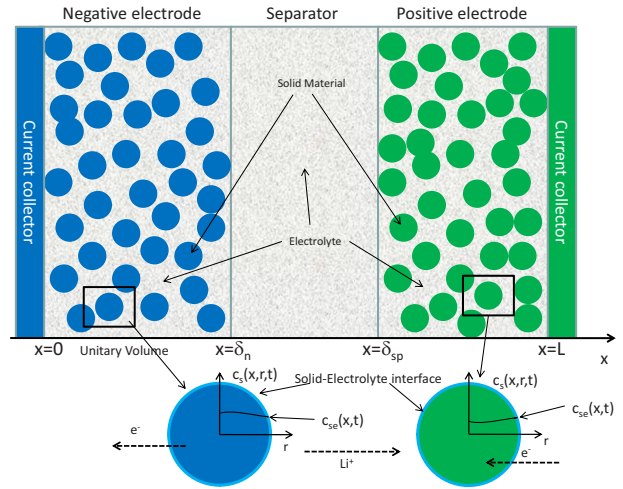 Negative electrode
Separator
Positive electrode
Current collector
Solid Material
Electrolyte
Current collector
x=0
Unitary Volume
x=δn
x=δsp
x=L
x
cs(x,r,t)
Solid-Electrolyte interface
cs(x,r,t)
cse(x,t)
cse(x,t)
e-
r
Li+
e-
r